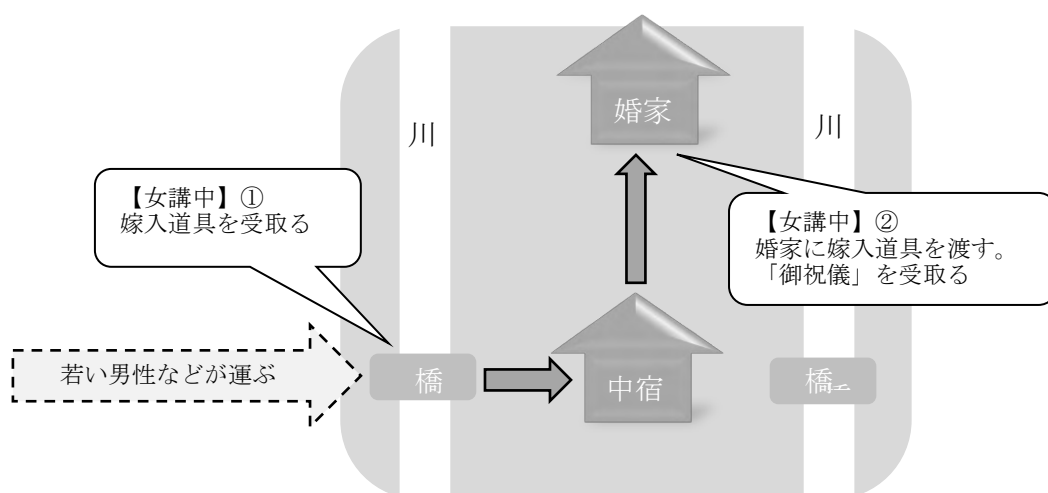 婚家
川
川
【女講中】①
嫁入道具を受取る
【女講中】②
婚家に嫁入道具を渡す。
「御祝儀」を受取る
若い男性などが運ぶ
橋
中宿
橋